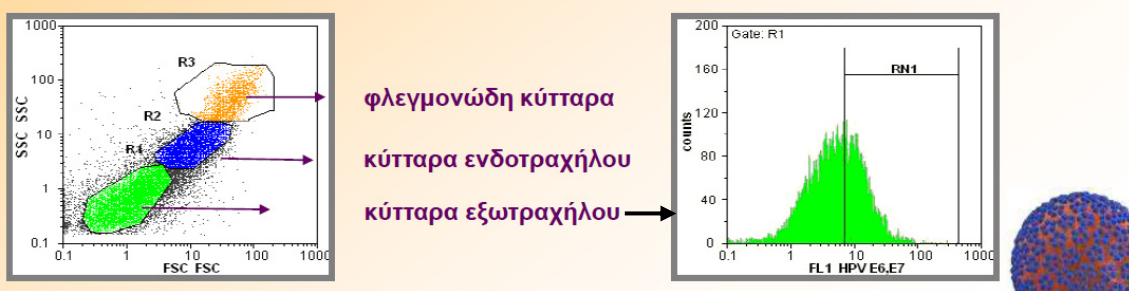 1000
100
10
1
0.1
SSC SSC
R3
R2
R1
0.1 1 10 100 1000
FSC FSC
φλεγμονώδη κύτταρα
κύτταρα ενδοτραχήλου
κύτταρα εξωτραχήλου
200
160
120
80
40
0
counts
Gate: R1
RN1
0.1 1 10 100 1000
FL1 HPV E6,E7